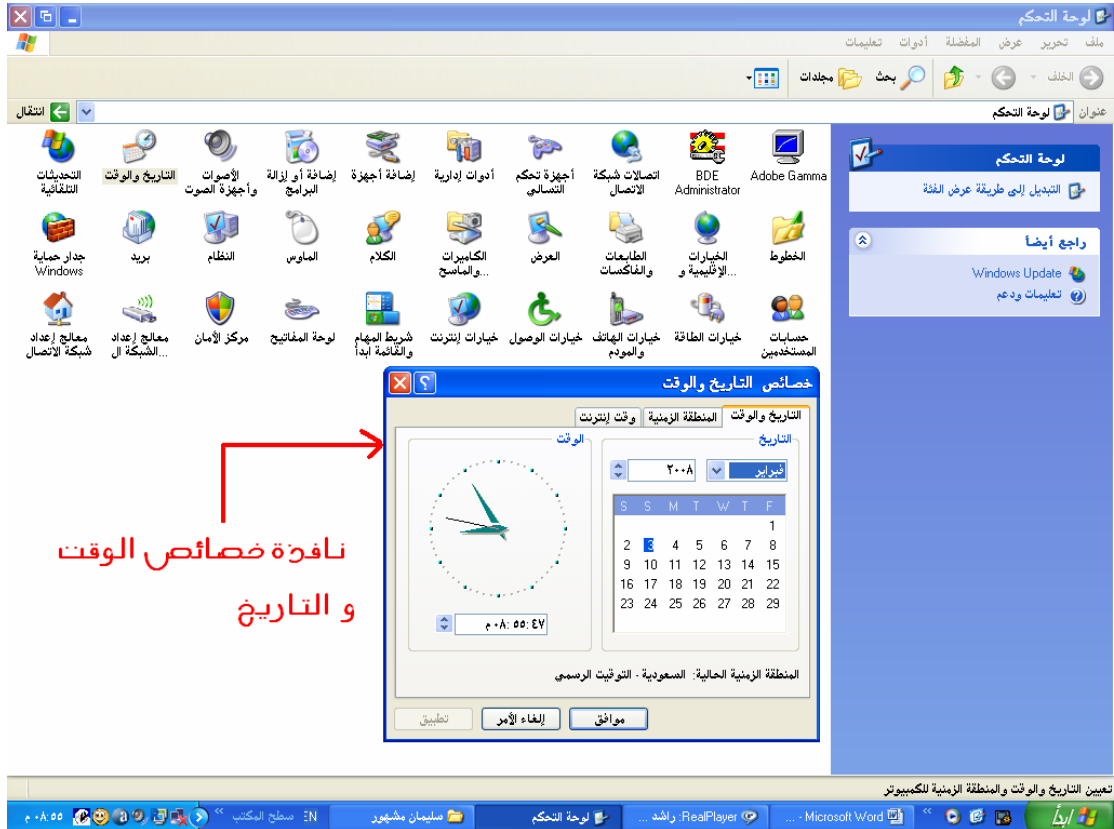 لوحة التحكم
ملف تحرير عرض المفضلة أدوات تعليمات
الخلف بحث مجلدات
عنوان لوحة التحكم انتقال
لوحة التحكم
التبديل إلى طريقة عرض الفئة
راجع أيضاً
Windows Update
تعليمات ودعم
Adobe Gamma
BDE Administrator
اتصالات شبكة الاتصال
أجهزة تحكم التسالي
أدوات إدارية
إضافة أجهزة
إضافة أو إزالة البرامج
الأصوات وأجهزة الصوت
التاريخ والوقت
التحديثات التلقائية
الخطوط
الخيارات الإقليمية و...
الطابعات والفاكسات
العرض
الكاميرات والماسح...
الكلام
الماوس
النظام
بريد
جدار حماية Windows
حسابات المستخدمين
خيارات الطاقة
خيارات الهاتف والمودم
خيارات الوصول
خيارات إنترنت
شريط المهام والقائمة ابدأ
لوحة المفاتيح
مركز الأمان
معالج إعداد الشبكة ال...
معالج إعداد شبكة الاتصال
خصائص التاريخ والوقت
التاريخ والوقت المنطقة الزمنية وقت إنترنت
التاريخ
فبراير ٢٠٠٨
S S M T W T F
1
2 3 4 5 6 7 8
9 10 11 12 13 14 15
16 17 18 19 20 21 22
23 24 25 26 27 28 29
الوقت
٠٨:٥٥:٤٧ م
المنطقة الزمنية الحالية: السعودية - التوقيت الرسمي
موافق إلغاء الأمر تطبيق
نافذة خصائص الوقت
و التاريخ
تعيين التاريخ والوقت والمنطقة الزمنية للكمبيوتر
ابدأ
... - Microsoft Word
RealPlayer: راشد ...
لوحة التحكم
سليمان مشهور
سطح المكتب
٠٨:٥٥ م